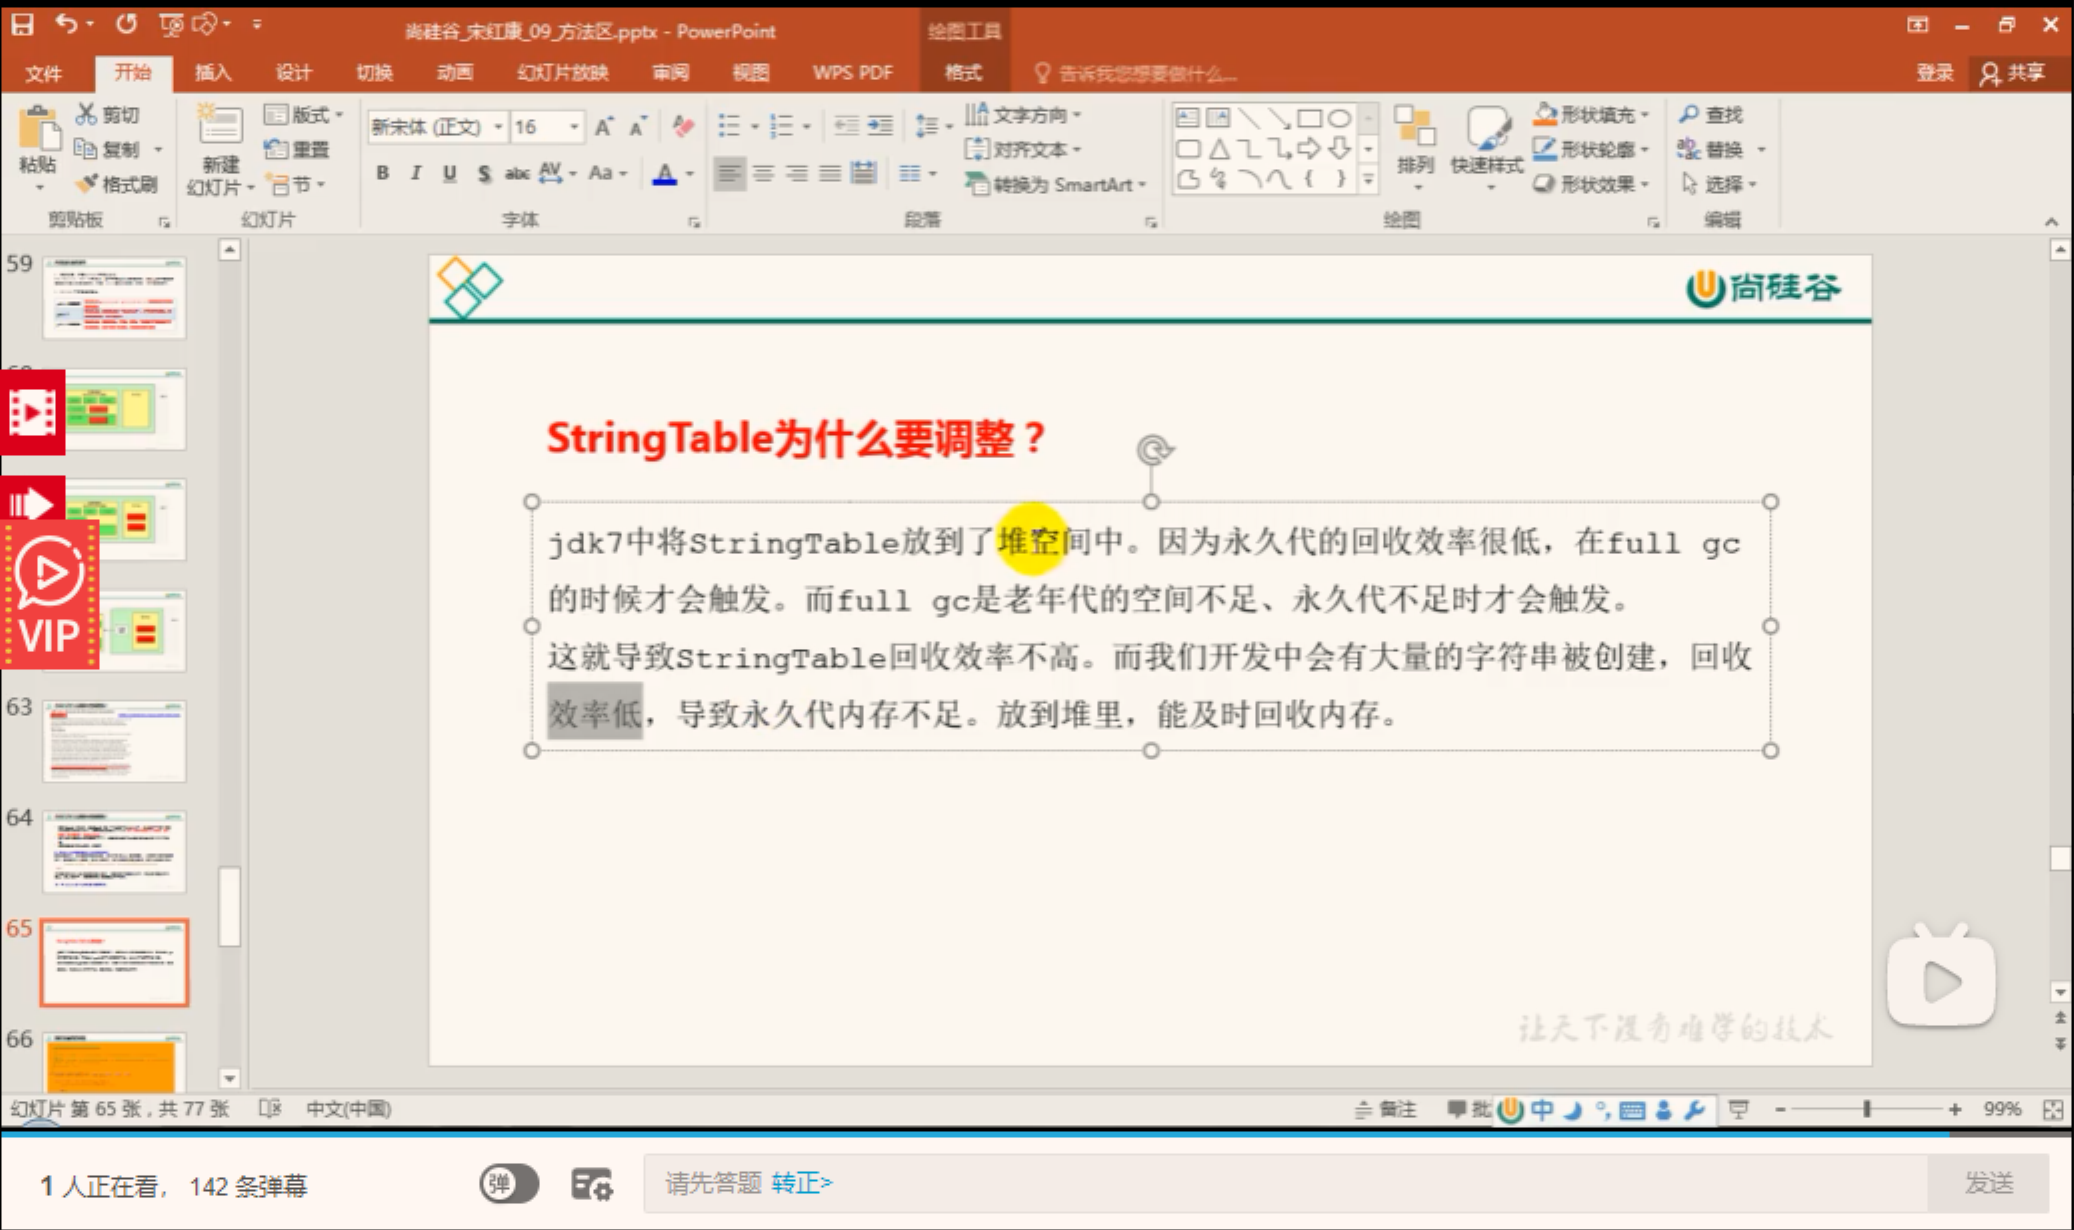 尚硅谷_宋红康_09_方法区.pptx - PowerPoint
绘图工具
文件 开始 插入 设计 切换 动画 幻灯片放映 审阅 视图 WPS PDF 格式 告诉我您想要做什么... 登录 共享
粘贴 剪切 复制 格式刷 剪贴板
新建幻灯片 版式 重置 节 幻灯片
新宋体 (正文) 16
B I U S abc AV Aa A
字体
文字方向
对齐文本
转换为 SmartArt
段落
排列 快速样式 形状填充 形状轮廓 形状效果
绘图
查找
替换
选择
编辑
59
63
64
65
66
VIP
尚硅谷
StringTable为什么要调整？
jdk7中将StringTable放到了堆空间中。因为永久代的回收效率很低，在full gc
的时候才会触发。而full gc是老年代的空间不足、永久代不足时才会触发。
这就导致StringTable回收效率不高。而我们开发中会有大量的字符串被创建，回收
效率低，导致永久代内存不足。放到堆里，能及时回收内存。
让天下没有难学的技术
幻灯片 第 65 张，共 77 张 中文(中国) 备注 批 中 99%
1 人正在看， 142 条弹幕 弹 请先答题 转正> 发送